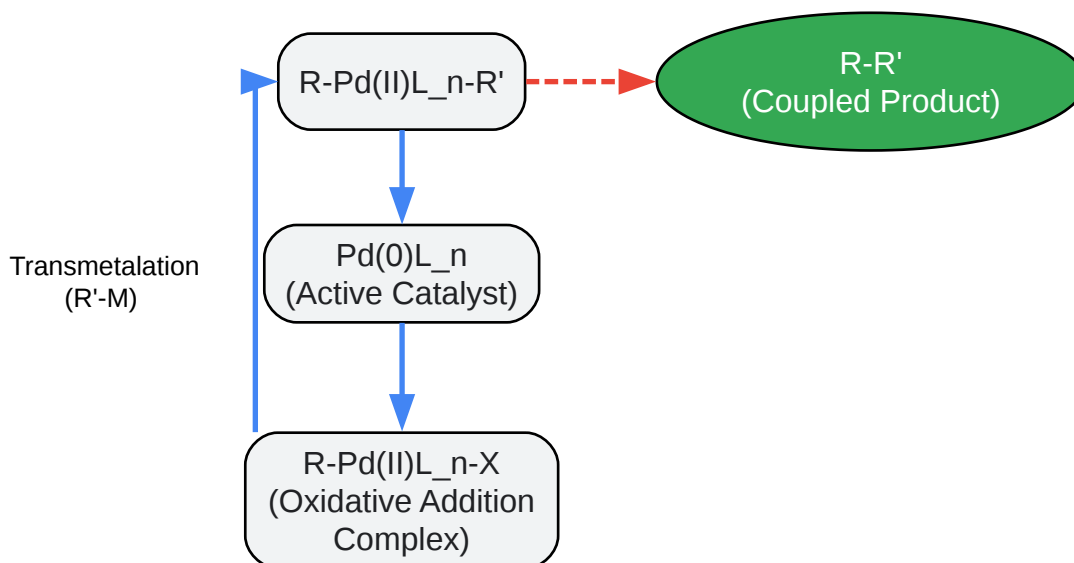 R-Pd(II)L_n-R'
R-R'
(Coupled Product)
Pd(0)L_n
(Active Catalyst)
Transmetalation
(R'-M)
R-Pd(II)L_n-X
(Oxidative Addition
Complex)